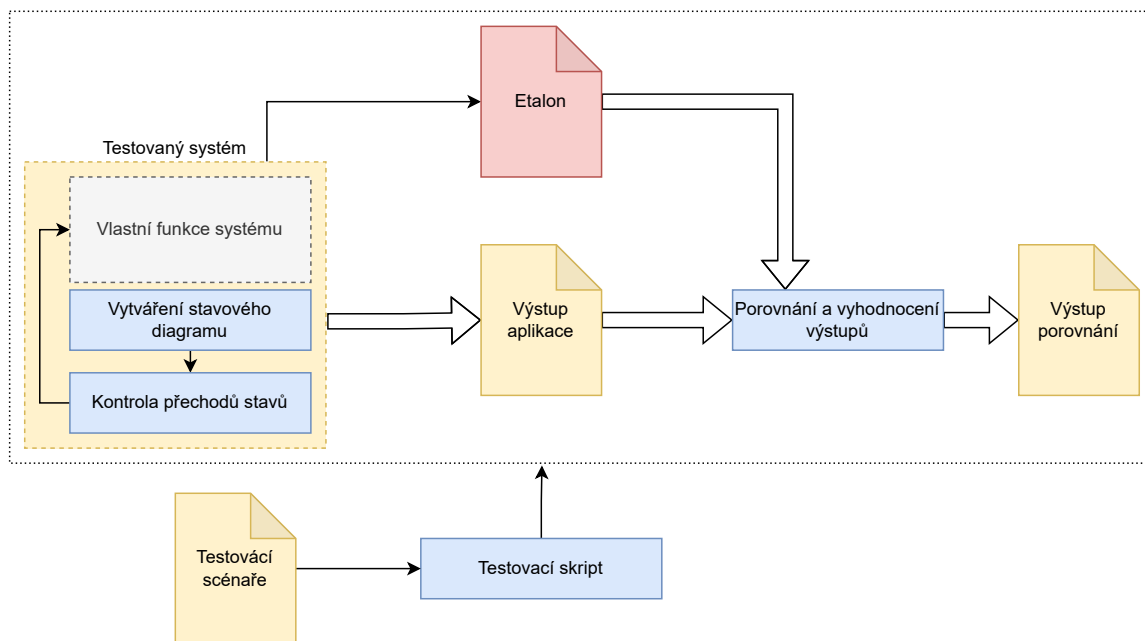 Etalon
Testovaný systém
Vlastní funkce systému
Vytváření stavového
diagramu
Kontrola přechodů stavů
Výstup
aplikace
Porovnání a vyhodnocení
výstupů
Výstup
porovnání
Testovácí
scénaře
Testovací skript